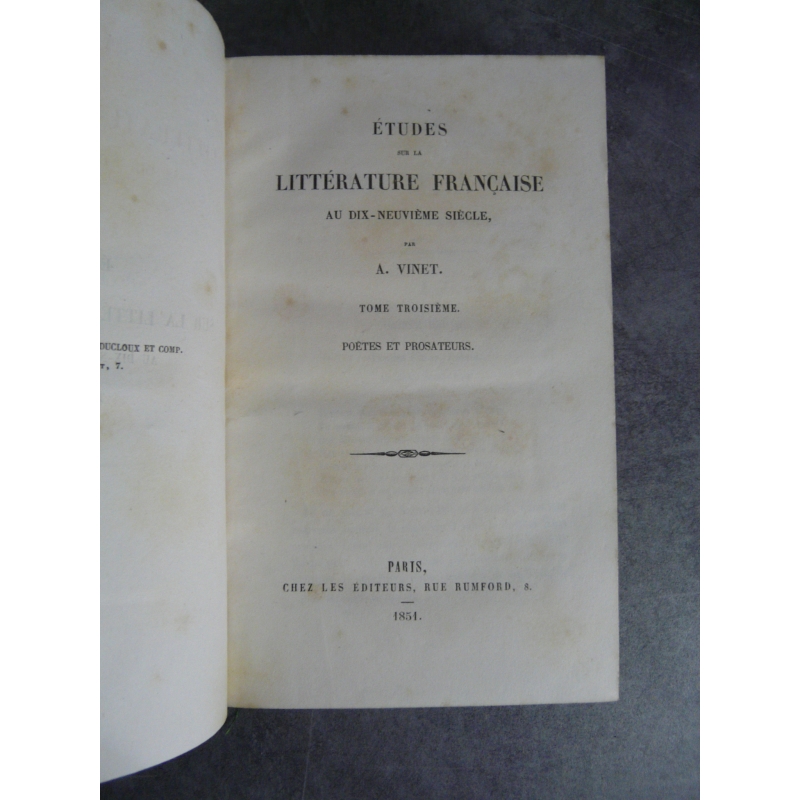 DUCLOUX ET COMP.
7.
ÉTUDES
SUR LA
LITTÉRATURE FRANÇAISE
AU DIX-NEUVIÈME SIÈCLE,
PAR
A. VINET.
TOME TROISIÈME.
POËTES ET PROSATEURS.
PARIS,
CHEZ LES ÉDITEURS, RUE RUMFORD, 8.
1851.